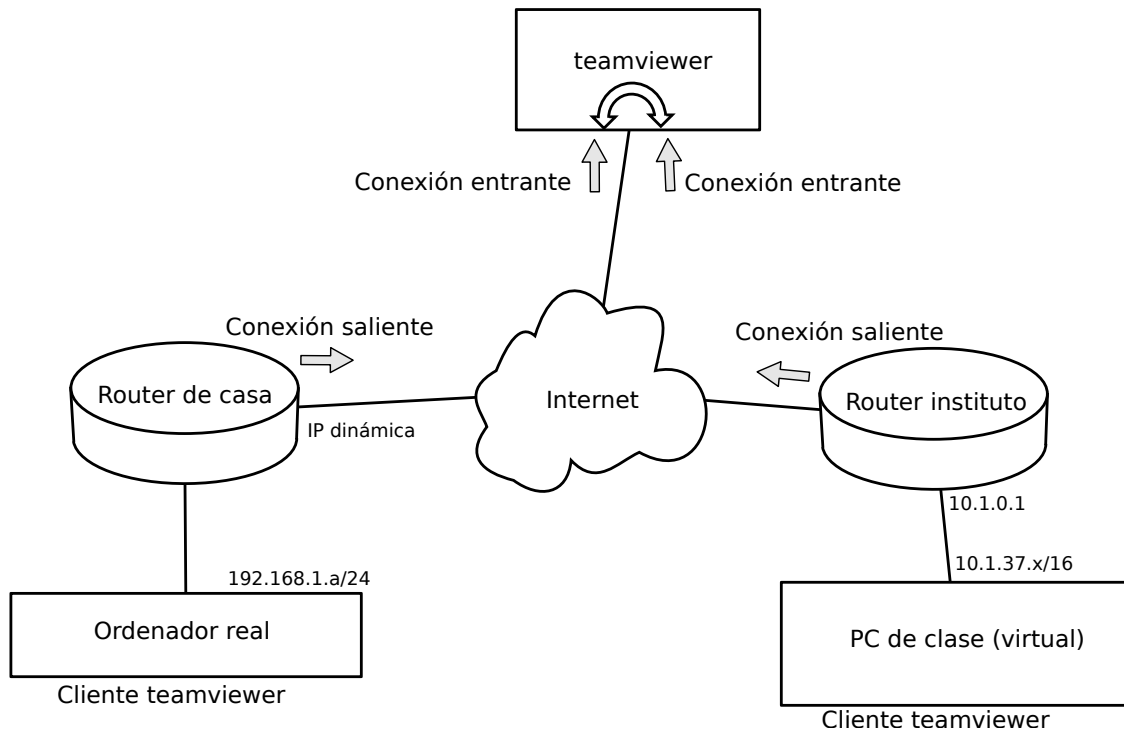 teamviewer
Conexión entrante
Conexión entrante
Conexión saliente
Conexión saliente
Router de casa
Internet
Router instituto
IP dinámica
10.1.0.1
192.168.1.a/24
10.1.37.x/16
Ordenador real
PC de clase (virtual)
Cliente teamviewer
Cliente teamviewer